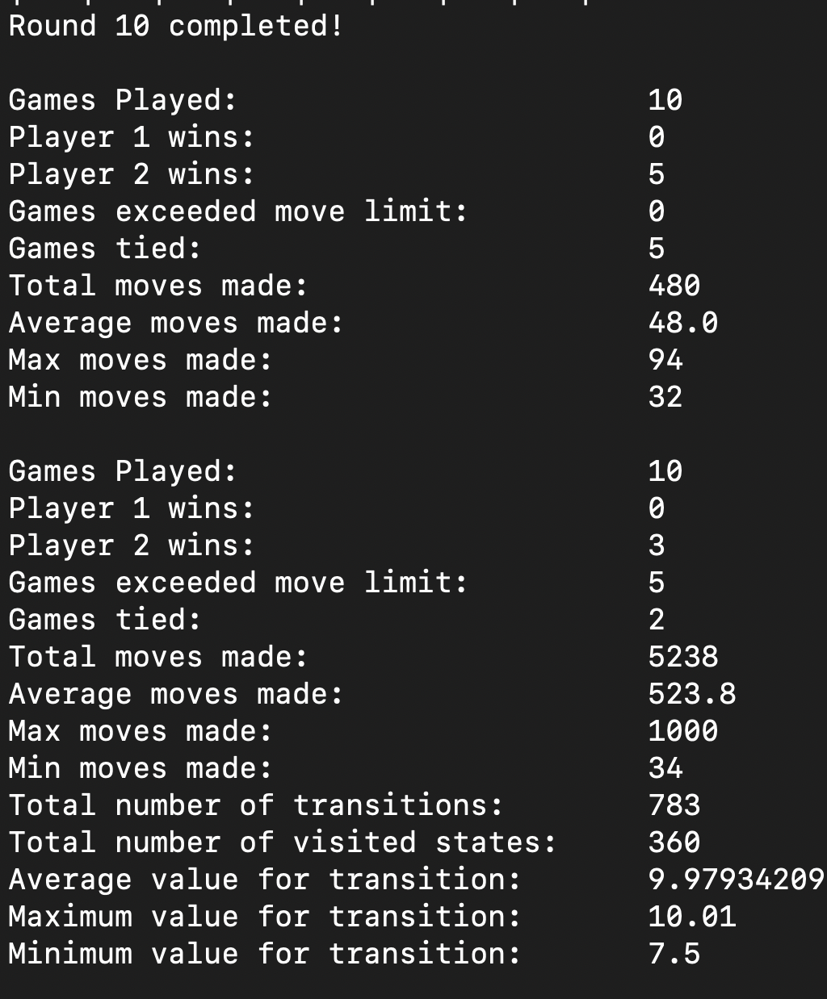 Round 10 completed!
Games Played: 10
Player 1 wins: 0
Player 2 wins: 5
Games exceeded move limit: 0
Games tied: 5
Total moves made: 480
Average moves made: 48.0
Max moves made: 94
Min moves made: 32
Games Played: 10
Player 1 wins: 0
Player 2 wins: 3
Games exceeded move limit: 5
Games tied: 2
Total moves made: 5238
Average moves made: 523.8
Max moves made: 1000
Min moves made: 34
Total number of transitions: 783
Total number of visited states: 360
Average value for transition: 9.97934209
Maximum value for transition: 10.01
Minimum value for transition: 7.5